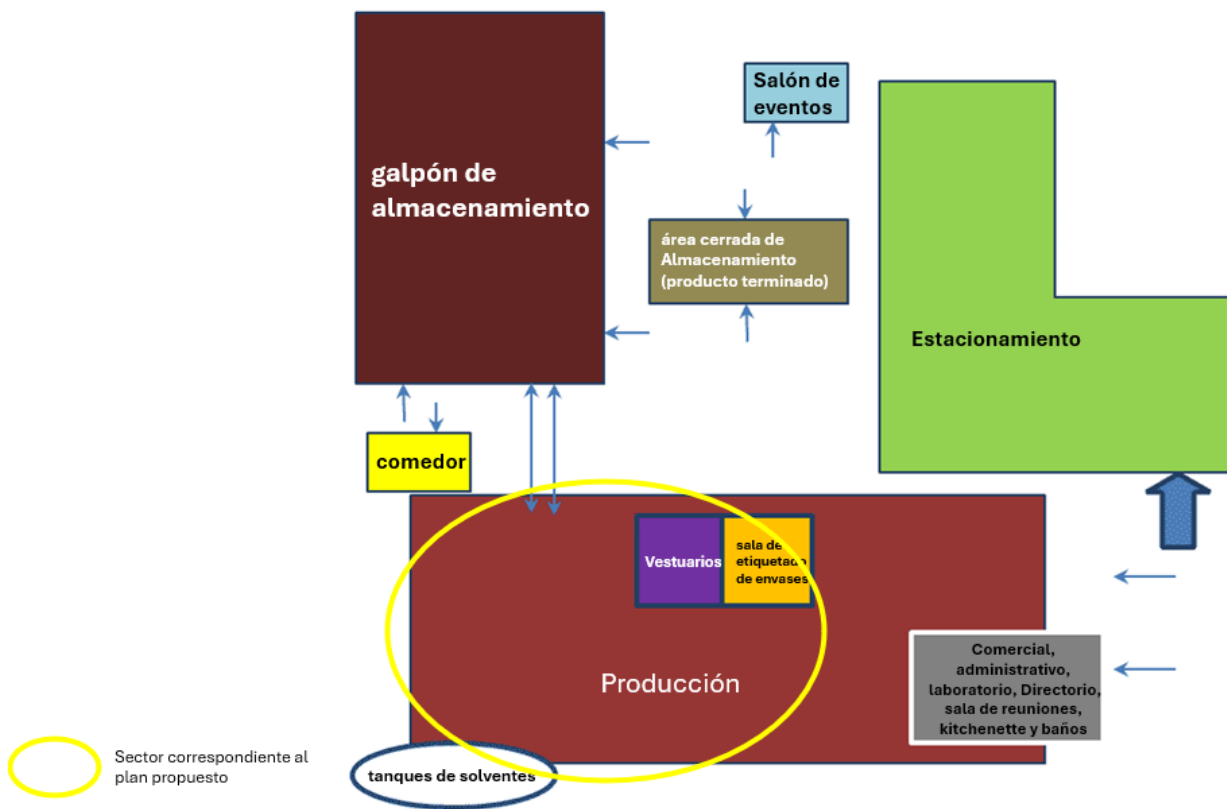 Salón de
eventos
galpón de
almacenamiento
área cerrada de
Almacenamiento
(producto terminado)
Estacionamiento
comedor
Vestuarios
sala de
etiquetado
de envases
Producción
Comercial,
administrativo,
laboratorio, Directorio,
sala de reuniones,
kitchenette y baños
Sector correspondiente al
plan propuesto
tanques de solventes